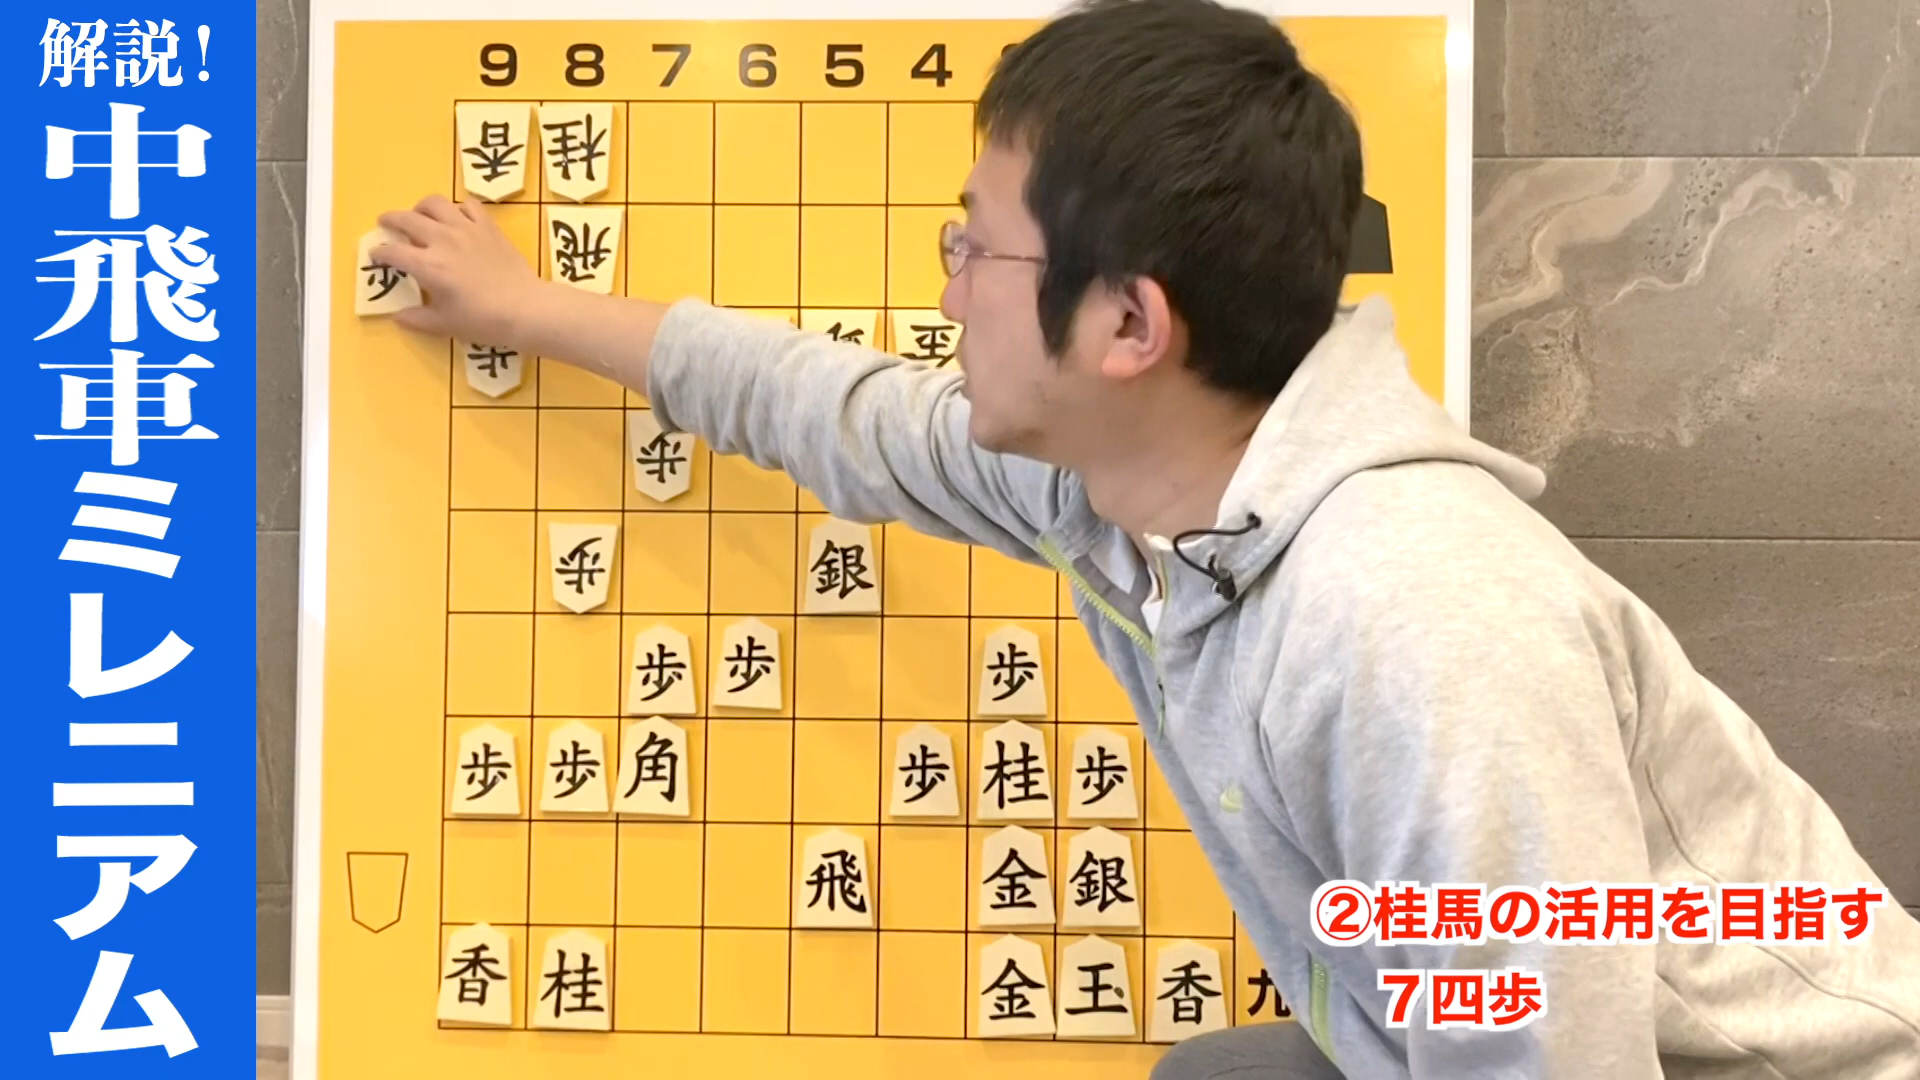 解説！
中飛車ミレニアム
9 8 7 6 5 4
香 桂
歩 飛
歩 金
歩
歩 銀
歩 歩 歩
歩 歩 角 歩 桂 歩
飛 金 銀
香 桂 金 玉 香 九
②桂馬の活用を目指す
７四歩